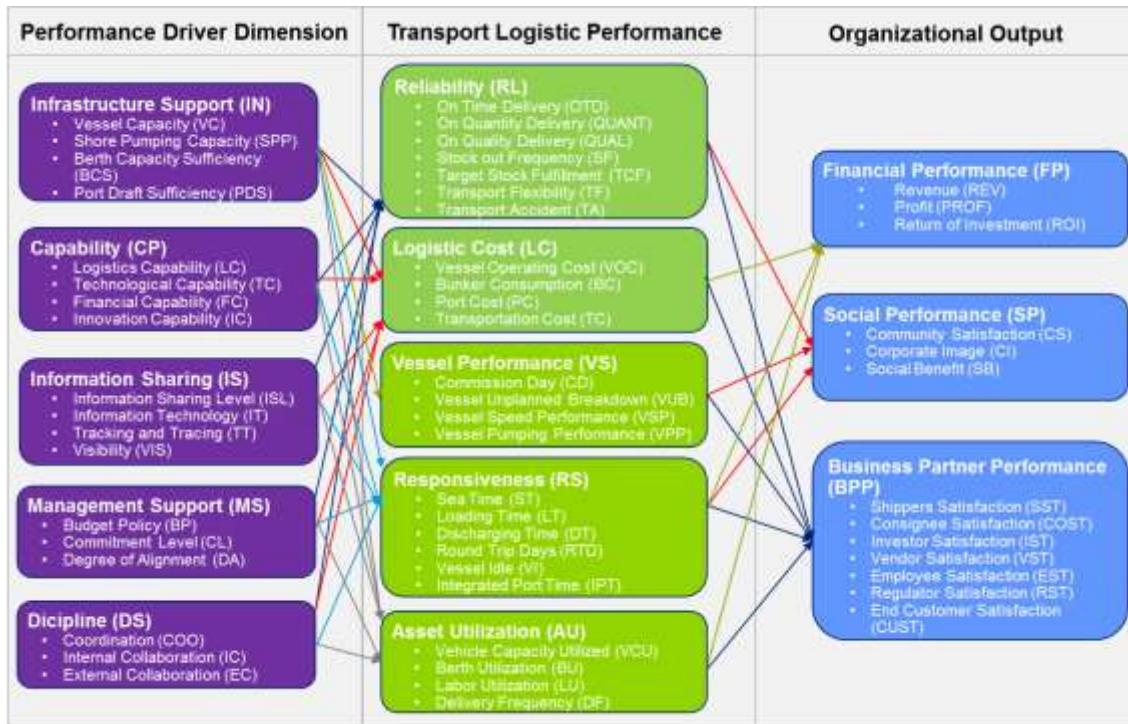 Performance Driver Dimension
Transport Logistic Performance
Organizational Output
Infrastructure Support (IN)
• Vessel Capacity (VC)
• Shore Pumping Capacity (SPP)
• Berth Capacity Sufficiency
(BCS)
• Port Draft Sufficiency (PDS)
Capability (CP)
• Logistics Capability (LC)
• Technological Capability (TC)
• Financial Capability (FC)
• Innovation Capability (IC)
Information Sharing (IS)
• Information Sharing Level (ISL)
• Information Technology (IT)
• Tracking and Tracing (TT)
• Visibility (VIS)
Management Support (MS)
• Budget Policy (BP)
• Commitment Level (CL)
• Degree of Alignment (DA)
Dicipline (DS)
• Coordination (COO)
• Internal Collaboration (IC)
• External Collaboration (EC)
Reliability (RL)
• On Time Delivery (OTD)
• On Quantity Delivery (QUANT)
• On Quality Delivery (QUAL)
• Stock out Frequency (SF)
• Target Stock Fulfillment (TCF)
• Transport Flexibility (TF)
• Transport Accident (TA)
Logistic Cost (LC)
• Vessel Operating Cost (VOC)
• Bunker Consumption (BC)
• Port Cost (PC)
• Transportation Cost (TC)
Vessel Performance (VS)
• Commission Day (CD)
• Vessel Unplanned Breakdown (VUB)
• Vessel Speed Performance (VSP)
• Vessel Pumping Performance (VPP)
Responsiveness (RS)
• Sea Time (ST)
• Loading Time (LT)
• Discharging Time (DT)
• Round Trip Days (RTD)
• Vessel Idle (VI)
• Integrated Port Time (IPT)
Asset Utilization (AU)
• Vehicle Capacity Utilized (VCU)
• Berth Utilization (BU)
• Labor Utilization (LU)
• Delivery Frequency (DF)
Financial Performance (FP)
• Revenue (REV)
• Profit (PROF)
• Return of Investment (ROI)
Social Performance (SP)
• Community Satisfaction (CS)
• Corporate Image (CI)
• Social Benefit (SB)
Business Partner Performance
(BPP)
• Shippers Satisfaction (SST)
• Consignee Satisfaction (COST)
• Investor Satisfaction (IST)
• Vendor Satisfaction (VST)
• Employee Satisfaction (EST)
• Regulator Satisfaction (RST)
• End Customer Satisfaction
(CUST)